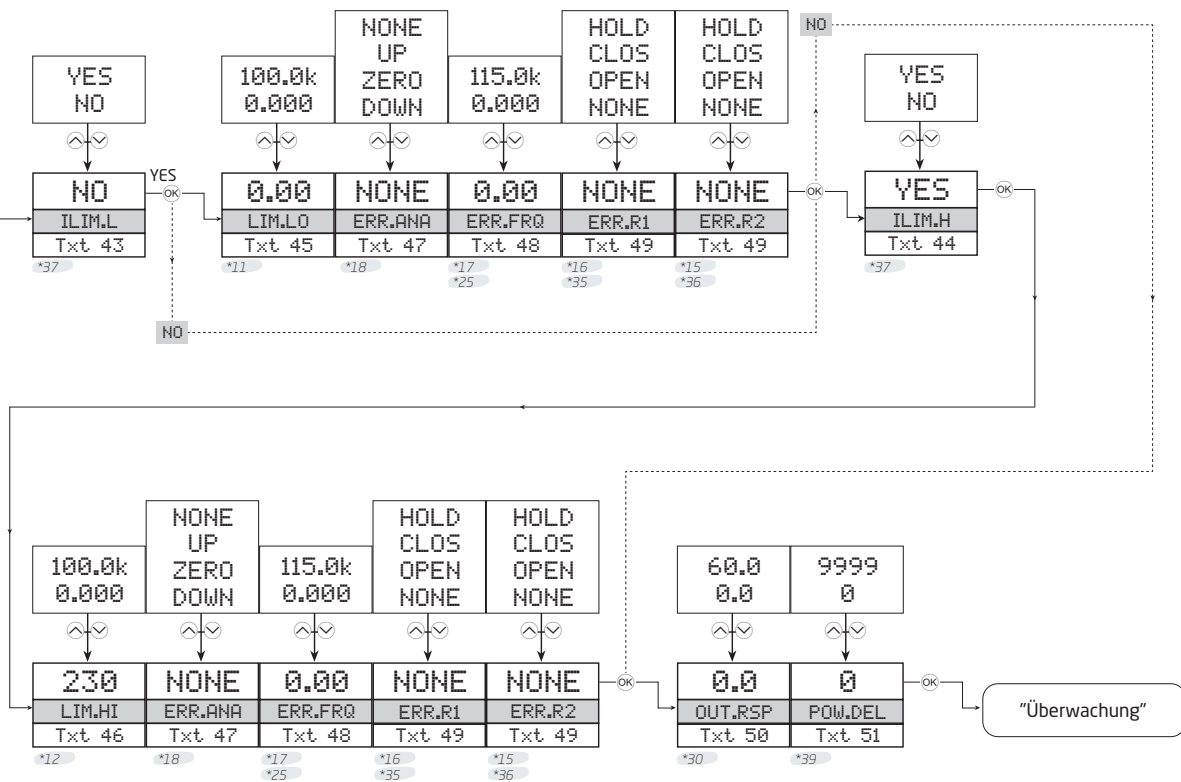 YES
NO
NO
ILIM.L
Txt 43
*37
YES
OK
NO
100.0k
0.000
0.00
LIM.LO
Txt 45
*11
NONE
UP
ZERO
DOWN
NONE
ERR.ANA
Txt 47
*18
115.0k
0.000
0.00
ERR.FRQ
Txt 48
*17
*25
HOLD
CLOS
OPEN
NONE
NONE
ERR.R1
Txt 49
*16
*35
HOLD
CLOS
OPEN
NONE
NONE
ERR.R2
Txt 49
*15
*36
OK
NO
YES
NO
YES
ILIM.H
Txt 44
*37
OK
100.0k
0.000
230
LIM.HI
Txt 46
*12
NONE
UP
ZERO
DOWN
NONE
ERR.ANA
Txt 47
*18
115.0k
0.000
0.00
ERR.FRQ
Txt 48
*17
*25
HOLD
CLOS
OPEN
NONE
NONE
ERR.R1
Txt 49
*16
*35
HOLD
CLOS
OPEN
NONE
NONE
ERR.R2
Txt 49
*15
*36
OK
60.0
0.0
0.0
OUT.RSP
Txt 50
*30
9999
0
0
POW.DEL
Txt 51
*39
OK
"Überwachung"